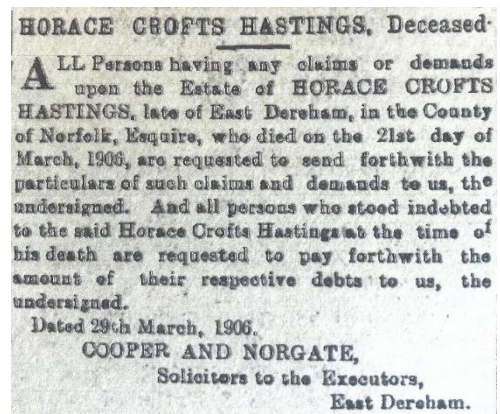 HORACE CROFTS HASTINGS, Deceased.
ALL Persons having any claims or demands
upon the Estate of HORACE CROFTS
HASTINGS, late of East Dereham, in the County
of Norfolk, Esquire, who died on the 21st day of
March, 1906, are requested to send forthwith the
particulars of such claims and demands to us, the
undersigned. And all persons who stood indebted
to the said Horace Crofts Hastings at the time of
his death are requested to pay forthwith the
amount of their respective debts to us, the
undersigned.
Dated 29th March, 1906.
COOPER AND NORGATE,
Solicitors to the Executors,
East Dereham.